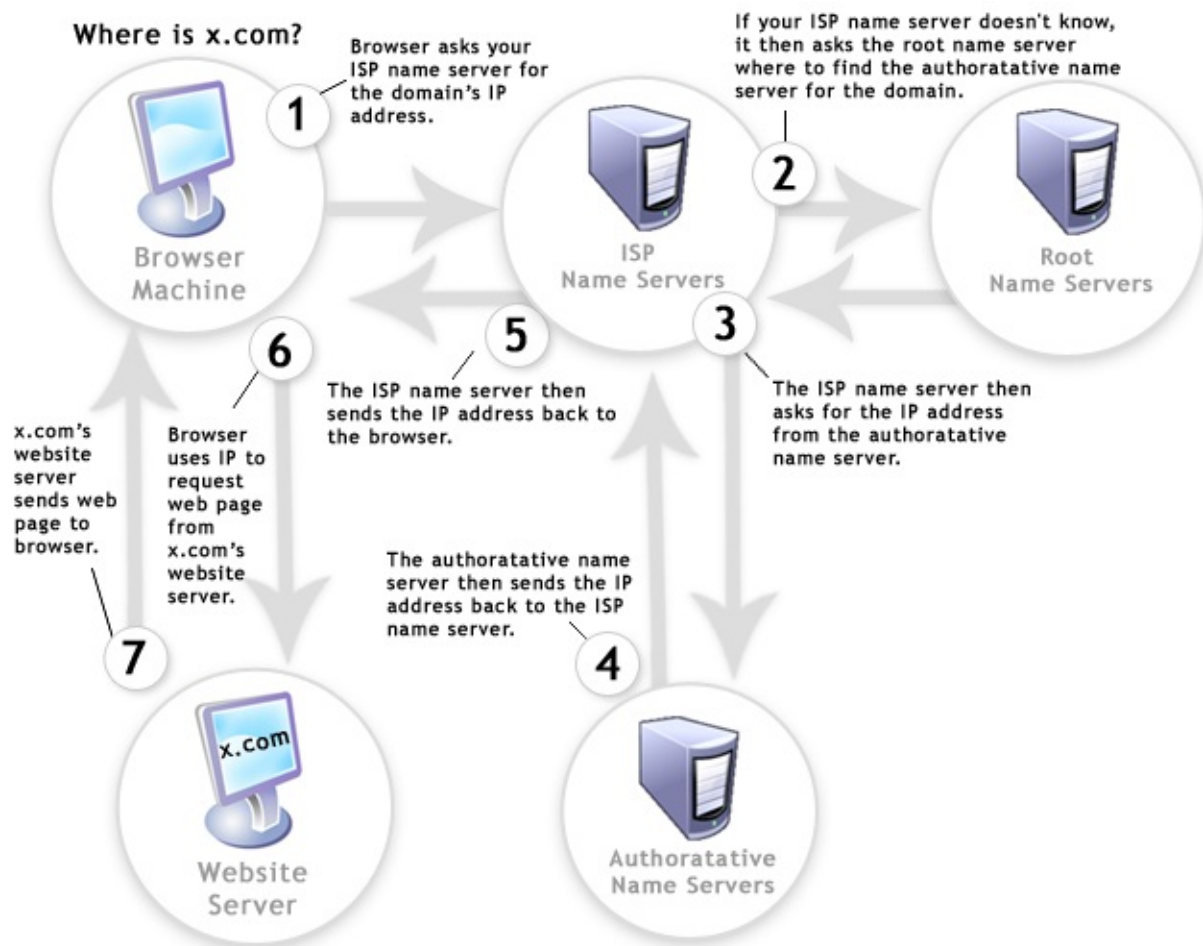 Where is x.com?
1
Browser asks your
ISP name server for
the domain's IP
address.
Browser
Machine
ISP
Name Servers
If your ISP name server doesn't know,
it then asks the root name server
where to find the authoratative name
server for the domain.
2
Root
Name Servers
3
The ISP name server then
asks for the IP address
from the authoratative
name server.
The authoratative name
server then sends the IP
address back to the ISP
name server.
4
Authoratative
Name Servers
5
The ISP name server then
sends the IP address back to
the browser.
6
Browser
uses IP to
request
web page
from
x.com's
website
server.
x.com's
website
server
sends web
page to
browser.
7
x.com
Website
Server